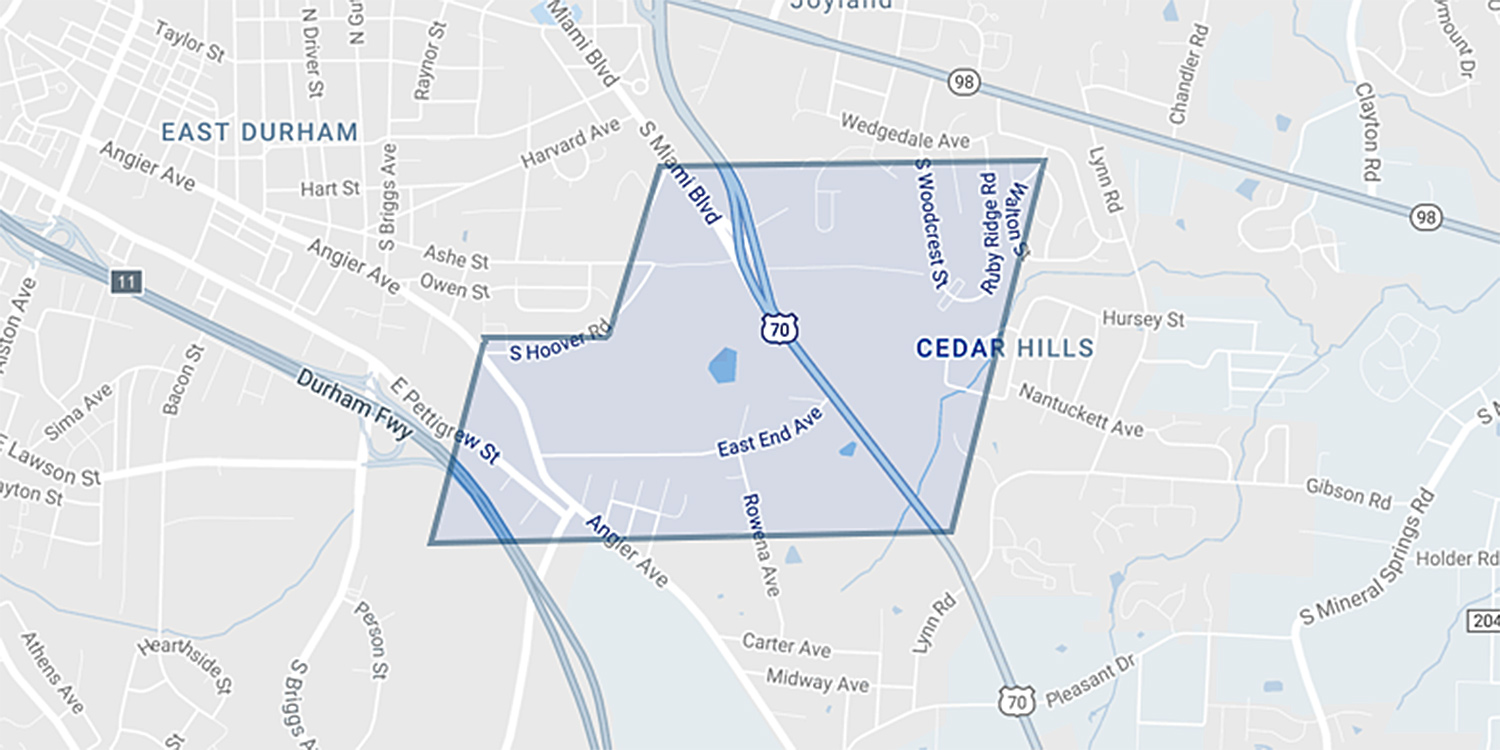 Joyland
Taylor St
N Driver St
Raynor St
Miami Blvd
98
Chandler Rd
Clayton Rd
EAST DURHAM
Angier Ave
Harvard Ave
S Miami Blvd
Wedgedale Ave
Hart St
S Briggs Ave
S Woodcrest St
Ruby Ridge Rd
Walton St
Lynn Rd
98
Angier Ave
Ashe St
Owen St
11
Alston Ave
S Hoover Rd
70
Hursey St
CEDAR HILLS
Bacon St
Sima Ave
Durham Fwy
E Pettigrew St
East End Ave
Nantuckett Ave
E Lawson St
Gibson Rd
Rowena Ave
Angier Ave
S Mineral Springs Rd
Holder Rd
204
Person St
Hearthside St
Athens Ave
S Briggs A
Carter Ave
Midway Ave
Lynn Rd
70
Pleasant Dr
St